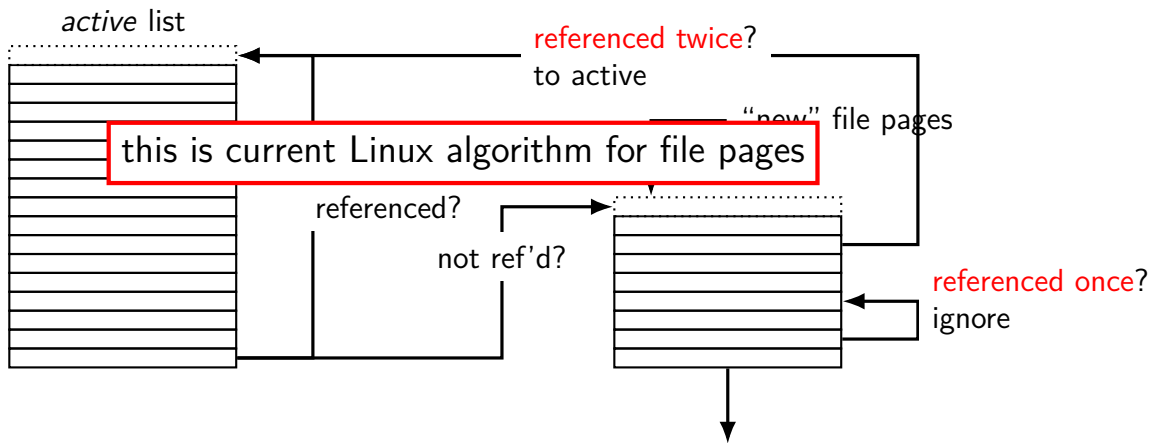 active list
referenced twice?
to active
“new” file pages
this is current Linux algorithm for file pages
referenced?
not ref'd?
referenced once?
ignore